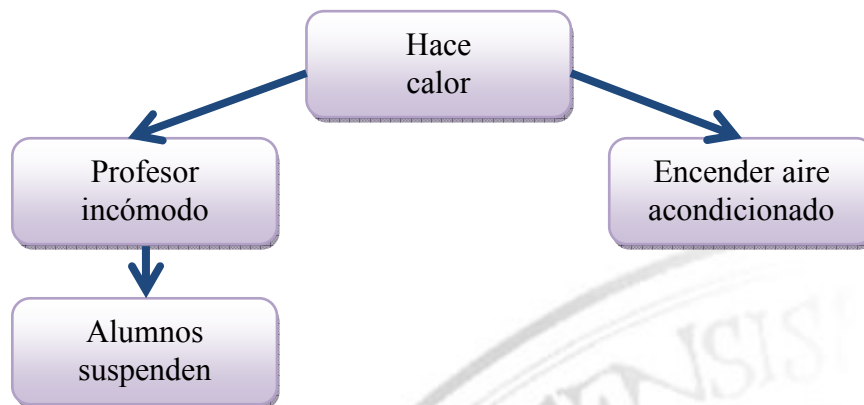 Hace
calor
Profesor
incómodo
Encender aire
acondicionado
Alumnos
suspenden